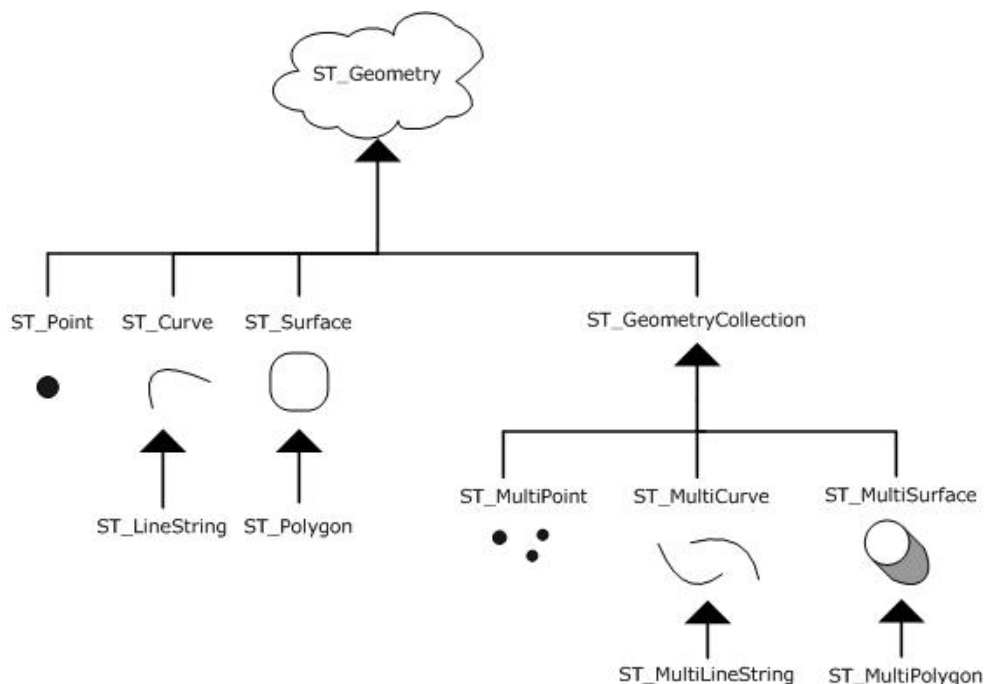 ST_Geometry
ST_Point
ST_Curve
ST_Surface
ST_GeometryCollection
ST_MultiPoint
ST_MultiCurve
ST_MultiSurface
ST_LineString
ST_Polygon
ST_MultiLineString
ST_MultiPolygon